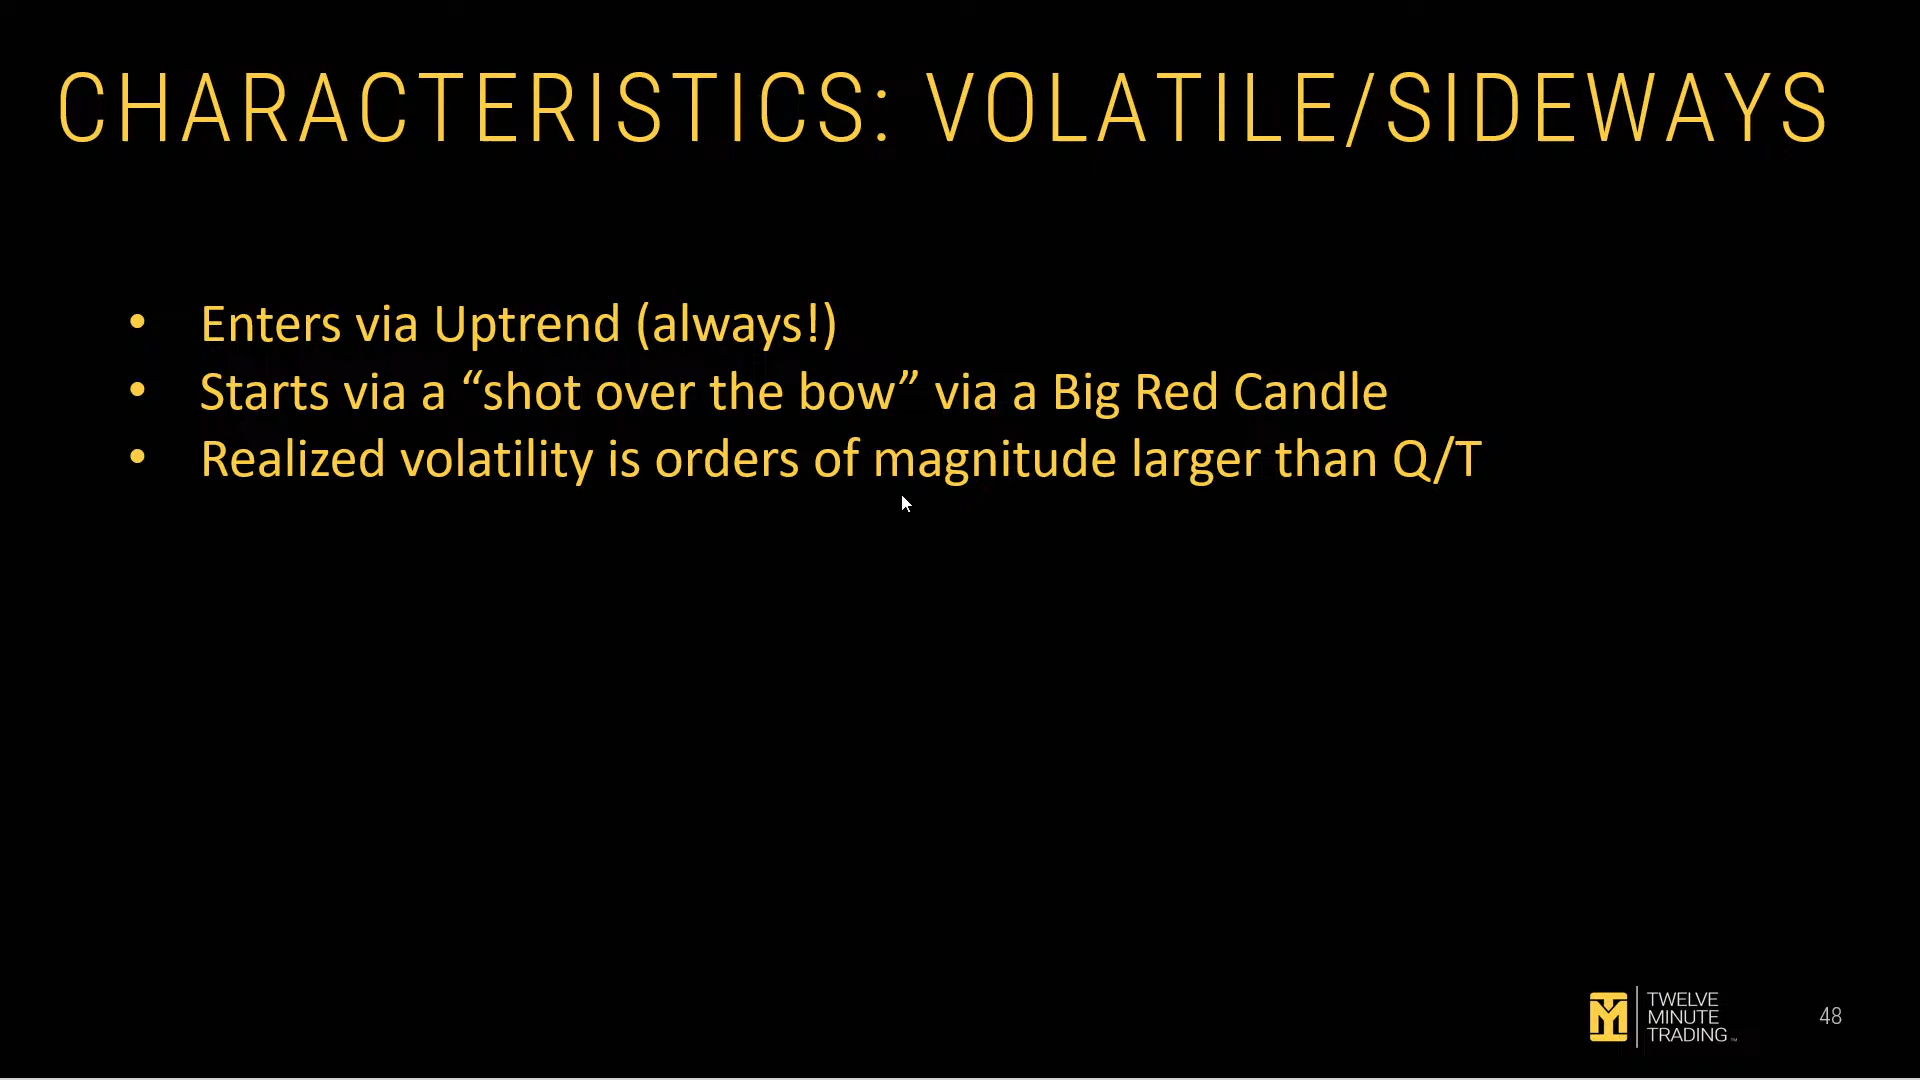 CHARACTERISTICS: VOLATILE/SIDEWAYS
• Enters via Uptrend (always!)
• Starts via a “shot over the bow” via a Big Red Candle
• Realized volatility is orders of magnitude larger than Q/T
TWELVE
MINUTE
TRADING™
48